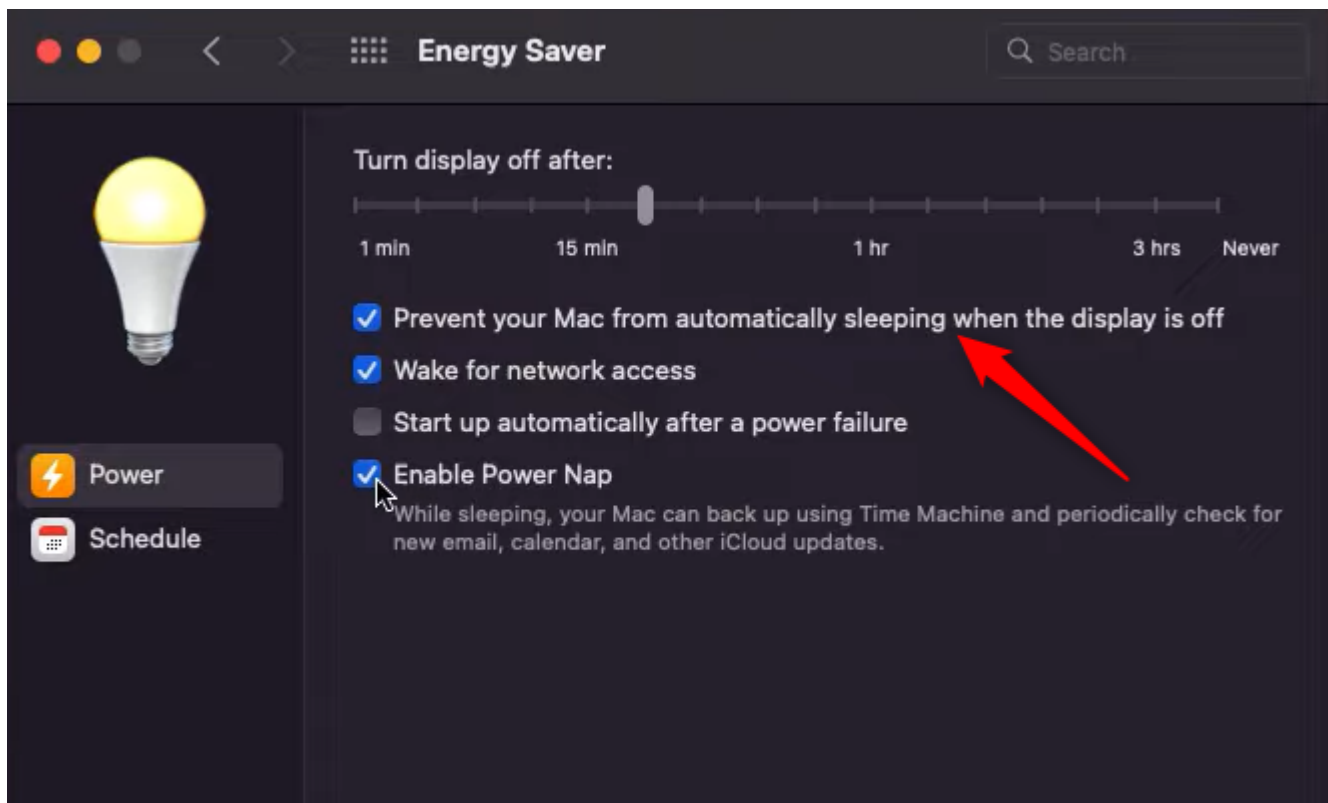 Energy Saver
Search
Turn display off after:
1 min 15 min 1 hr 3 hrs Never
Prevent your Mac from automatically sleeping when the display is off
Wake for network access
Start up automatically after a power failure
Enable Power Nap
While sleeping, your Mac can back up using Time Machine and periodically check for
new email, calendar, and other iCloud updates.
Power
Schedule